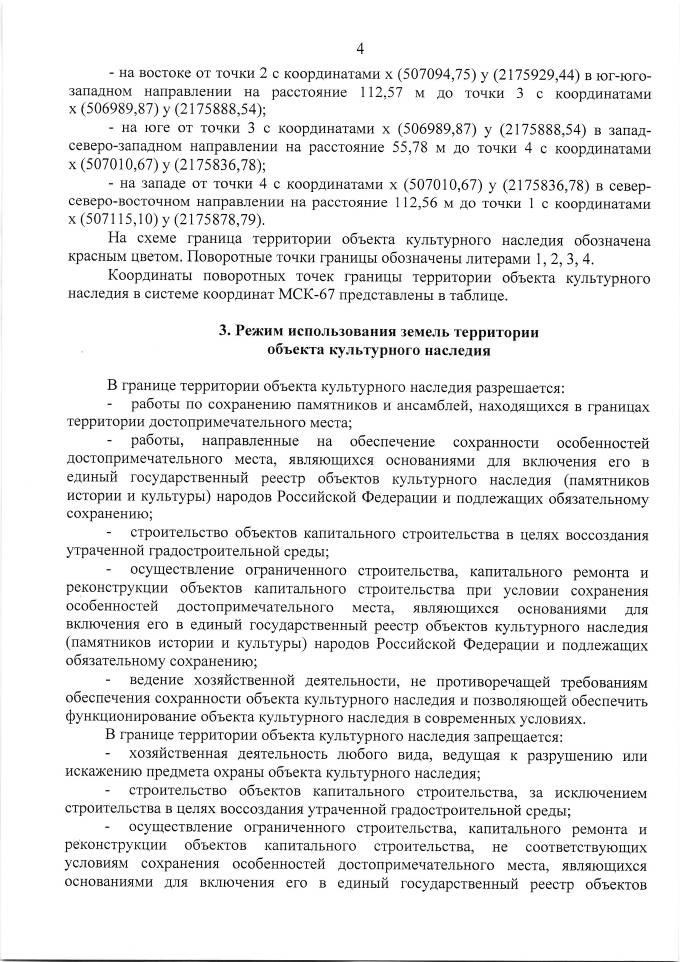 4
- на востоке от точки 2 с координатами x (507094,75) y (2175929,44) в юг-юго-
западном направлении на расстояние 112,57 м до точки 3 с координатами
x (506989,87) y (2175888,54);
- на юге от точки 3 с координатами x (506989,87) y (2175888,54) в запад-
северо-западном направлении на расстояние 55,78 м до точки 4 с координатами
x (507010,67) y (2175836,78);
- на западе от точки 4 с координатами x (507010,67) y (2175836,78) в север-
северо-восточном направлении на расстояние 112,56 м до точки 1 с координатами
x (507115,10) y (2175878,79).
На схеме граница территории объекта культурного наследия обозначена
красным цветом. Поворотные точки границы обозначены литерами 1, 2, 3, 4.
Координаты поворотных точек границы территории объекта культурного
наследия в системе координат МСК-67 представлены в таблице.
3. Режим использования земель территории
объекта культурного наследия
В границе территории объекта культурного наследия разрешается:
- работы по сохранению памятников и ансамблей, находящихся в границах
территории достопримечательного места;
- работы, направленные на обеспечение сохранности особенностей
достопримечательного места, являющихся основаниями для включения его в
единый государственный реестр объектов культурного наследия (памятников
истории и культуры) народов Российской Федерации и подлежащих обязательному
сохранению;
- строительство объектов капитального строительства в целях воссоздания
утраченной градостроительной среды;
- осуществление ограниченного строительства, капитального ремонта и
реконструкции объектов капитального строительства при условии сохранения
особенностей достопримечательного места, являющихся основаниями для
включения его в единый государственный реестр объектов культурного наследия
(памятников истории и культуры) народов Российской Федерации и подлежащих
обязательному сохранению;
- ведение хозяйственной деятельности, не противоречащей требованиям
обеспечения сохранности объекта культурного наследия и позволяющей обеспечить
функционирование объекта культурного наследия в современных условиях.
В границе территории объекта культурного наследия запрещается:
- хозяйственная деятельность любого вида, ведущая к разрушению или
искажению предмета охраны объекта культурного наследия;
- строительство объектов капитального строительства, за исключением
строительства в целях воссоздания утраченной градостроительной среды;
- осуществление ограниченного строительства, капитального ремонта и
реконструкции объектов капитального строительства, не соответствующих
условиям сохранения особенностей достопримечательного места, являющихся
основаниями для включения его в единый государственный реестр объектов